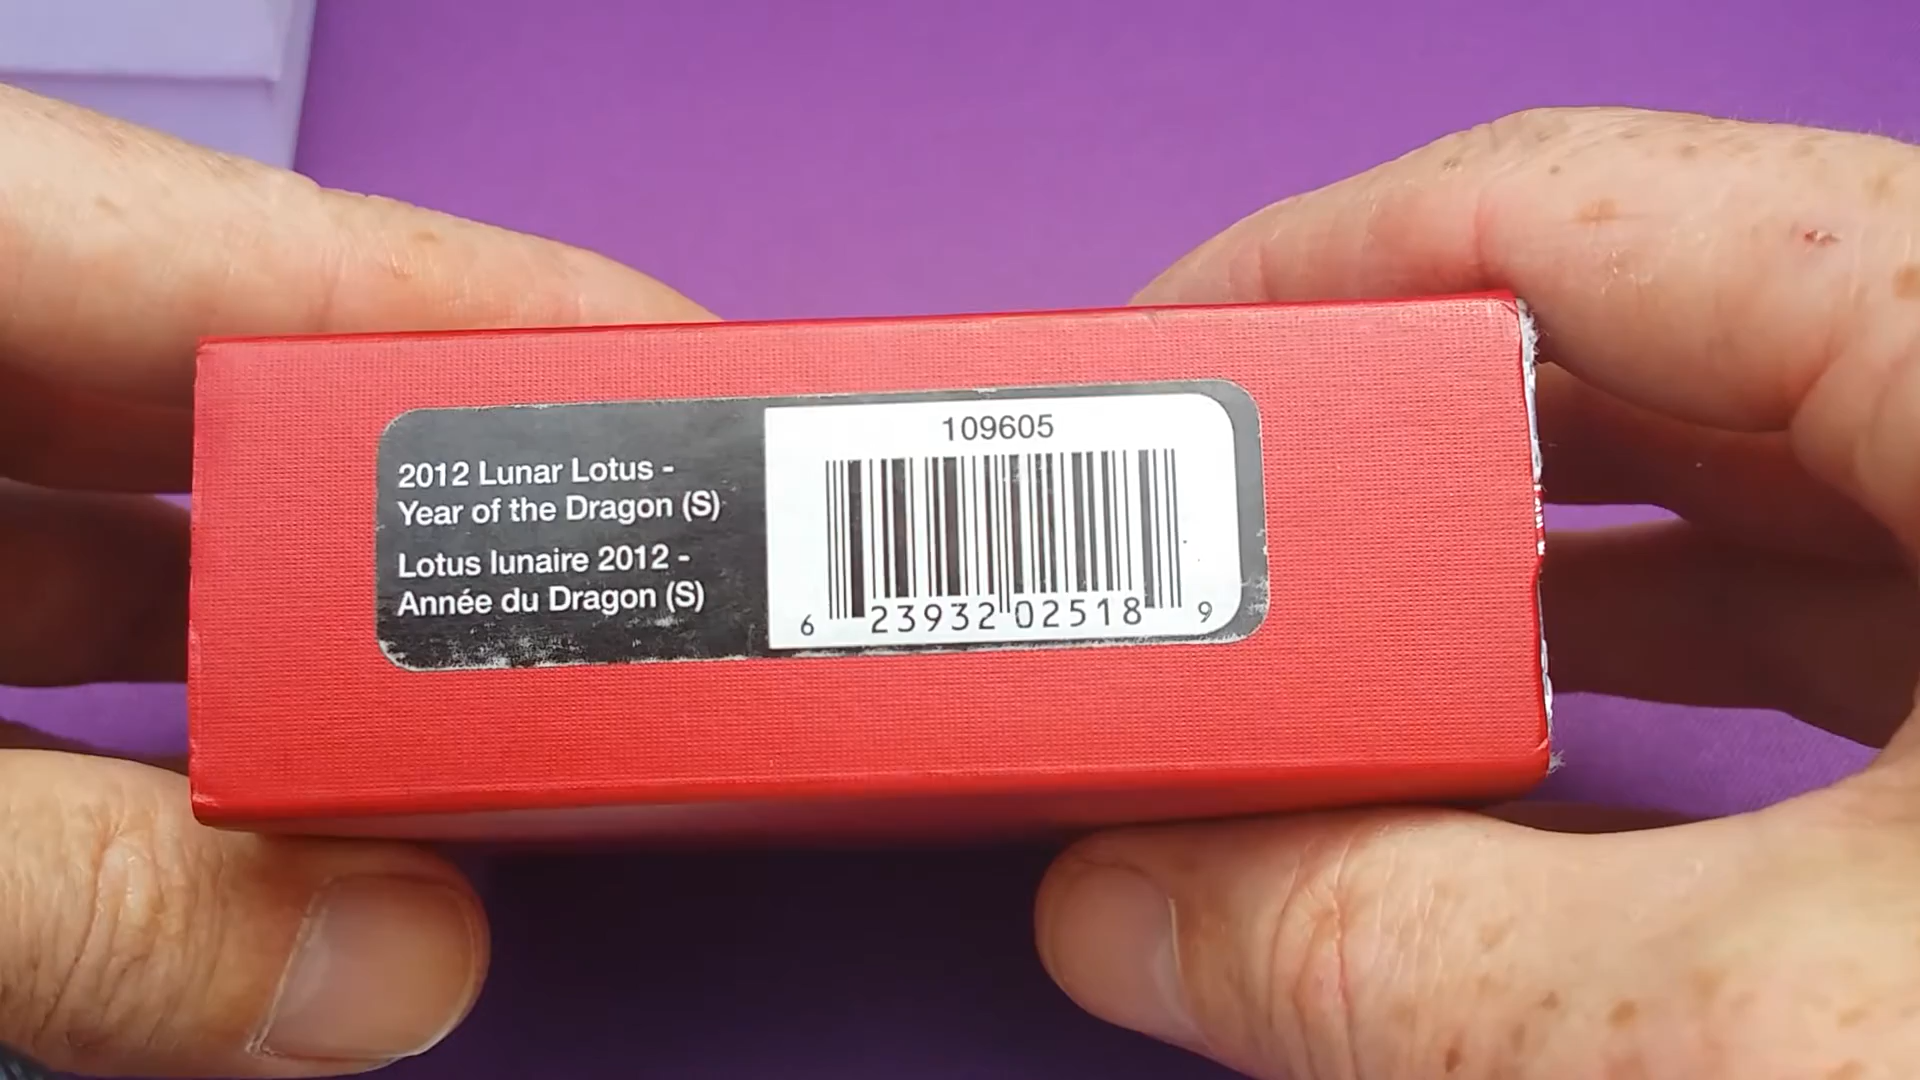 2012 Lunar Lotus -
Year of the Dragon (S)
Lotus lunaire 2012 -
Année du Dragon (S)
109605
6 23932 02518 9